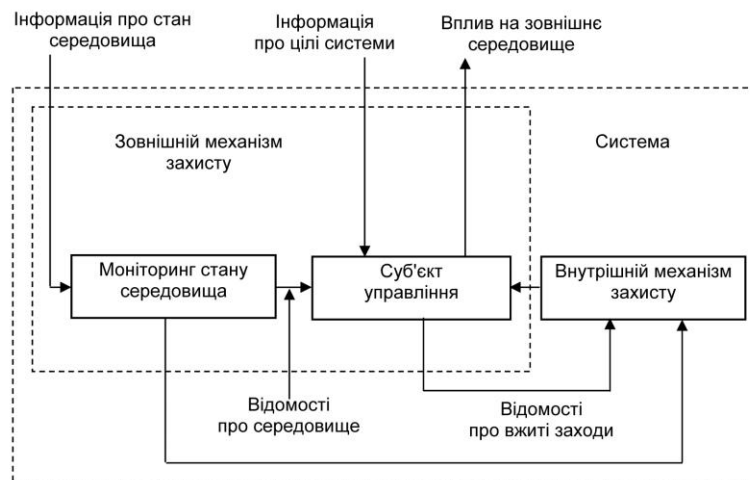 Інформація про стан
середовища
Інформація
про цілі системи
Вплив на зовнішнє
середовище
Зовнішній механізм
захисту
Система
Моніторинг стану
середовища
Суб'єкт
управління
Внутрішній механізм
захисту
Відомості
про середовище
Відомості
про вжиті заходи